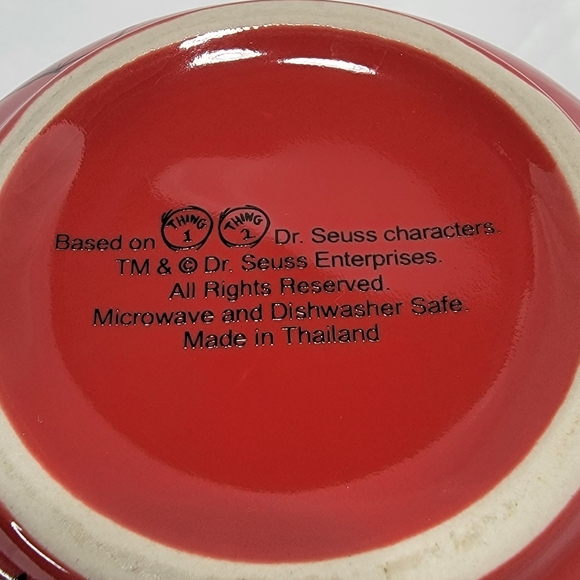 Based on THING 1 THING 2 Dr. Seuss characters.
TM & © Dr. Seuss Enterprises.
All Rights Reserved.
Microwave and Dishwasher Safe.
Made in Thailand